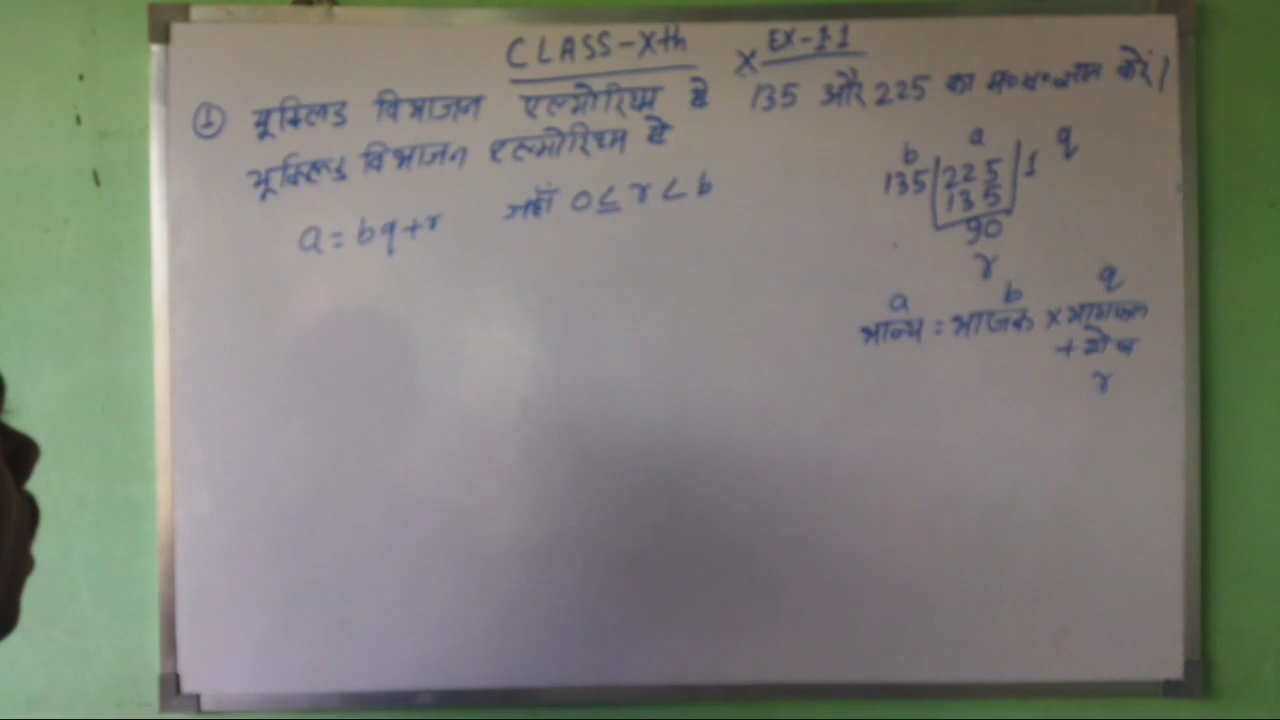 CLASS-Xth
EX-1.1
① यूक्लिड विभाजन एल्गोरिथ्म से 135 और 225 का म०स० ज्ञात करें।
यूक्लिड विभाजन एल्गोरिथ्म से
a = bq+r जहाँ 0 ≤ r < b
b a q
135 225 1
135
90
r
a b q
भाज्य = भाजक × भागफल
+ शेष
r